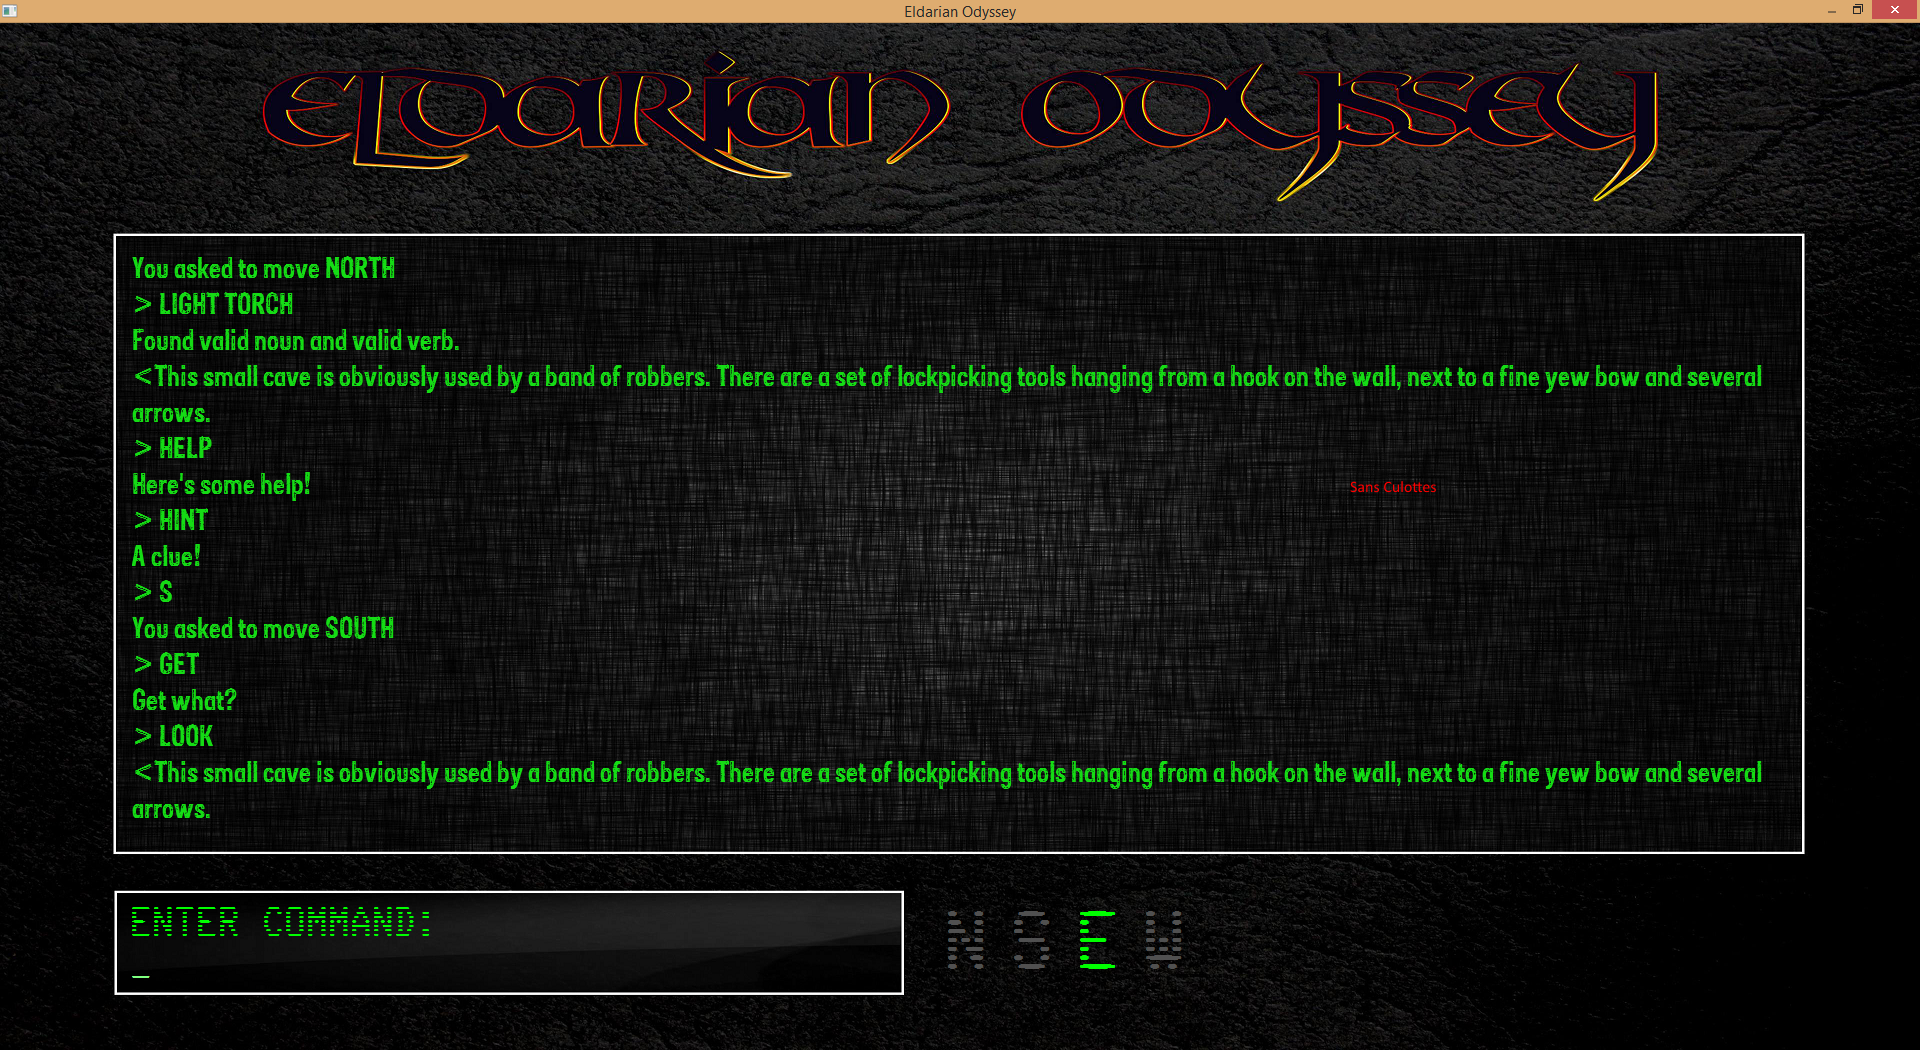 Eldarian Odyssey
ELDARIAN ODYSSEY
You asked to move NORTH
> LIGHT TORCH
Found valid noun and valid verb.
<This small cave is obviously used by a band of robbers. There are a set of lockpicking tools hanging from a hook on the wall, next to a fine yew bow and several
arrows.
> HELP
Here's some help!
Sans Culottes
> HINT
A clue!
> S
You asked to move SOUTH
> GET
Get what?
> LOOK
<This small cave is obviously used by a band of robbers. There are a set of lockpicking tools hanging from a hook on the wall, next to a fine yew bow and several
arrows.
ENTER COMMAND:
_
N S E W